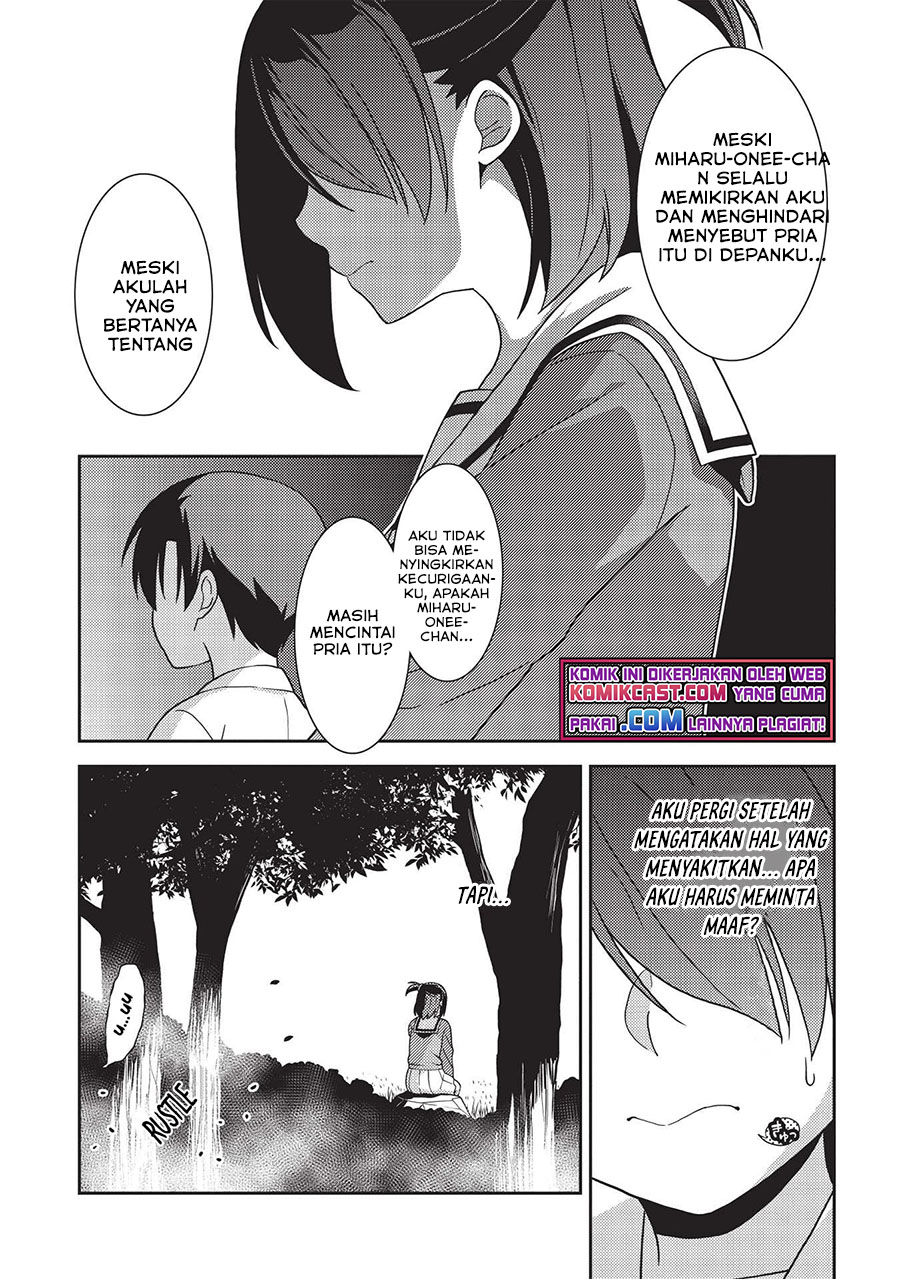 MESKI
MIHARU-ONEE-CHA
N SELALU
MEMIKIRKAN AKU
DAN MENGHINDARI
MENYEBUT PRIA
ITU DI DEPANKU...
MESKI
AKULAH
YANG
BERTANYA
TENTANG
AKU TIDAK
BISA ME-
NYINGKIRKAN
KECURIGAAN-
KU, APAKAH
MIHARU-
ONEE-
CHAN...
MASIH
MENCINTAI
PRIA ITU?
KOMIK INI DIKERJAKAN OLEH WEB
KOMIKCAST.COM YANG CUMA
PAKAI .COM LAINNYA PLAGIAT!
AKU PERGI SETELAH
MENGATAKAN HAL YANG
MENYAKITKAN... APA
AKU HARUS MEMINTA
MAAF?
きゅっ
TAPI...
u...uu
RUSTLE